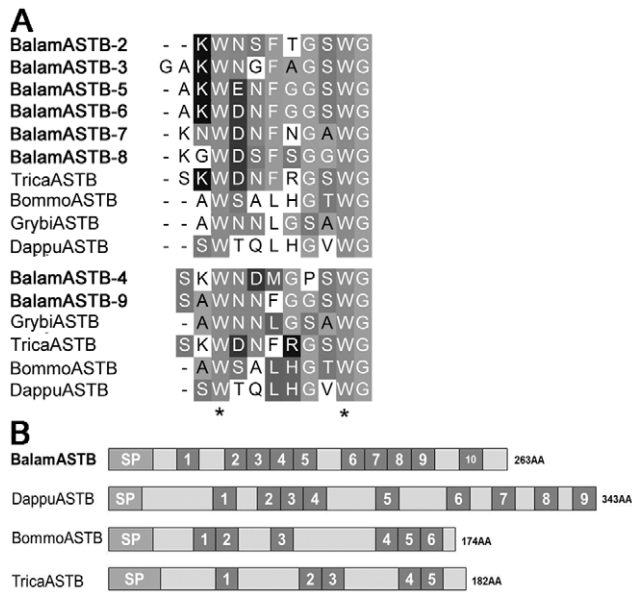 A
BalamASTB-2 - - K W N S F T G S W G
BalamASTB-3 G A K W N G F A G S W G
BalamASTB-5 - A K W E N F G G S W G
BalamASTB-6 - A K W D N F G G S W G
BalamASTB-7 - K N W D N F N G A W G
BalamASTB-8 - K G W D S F S G G W G
TricaASTB - S K W D N F R G S W G
BommoASTB - - A W S A L H G T W G
GrybiASTB - - A W N N L G S A W G
DappuASTB - - S W T Q L H G V W G
BalamASTB-4 S K W N D M G P S W G
BalamASTB-9 S A W N N F G G S W G
GrybiASTB - A W N N L G S A W G
TricaASTB S K W D N F R G S W G
BommoASTB - A W S A L H G T W G
DappuASTB - S W T Q L H G V W G
* *
B
BalamASTB SP 1 2 3 4 5 6 7 8 9 10 263AA
DappuASTB SP 1 2 3 4 5 6 7 8 9 343AA
BommoASTB SP 1 2 3 4 5 6 174AA
TricaASTB SP 1 2 3 4 5 182AA